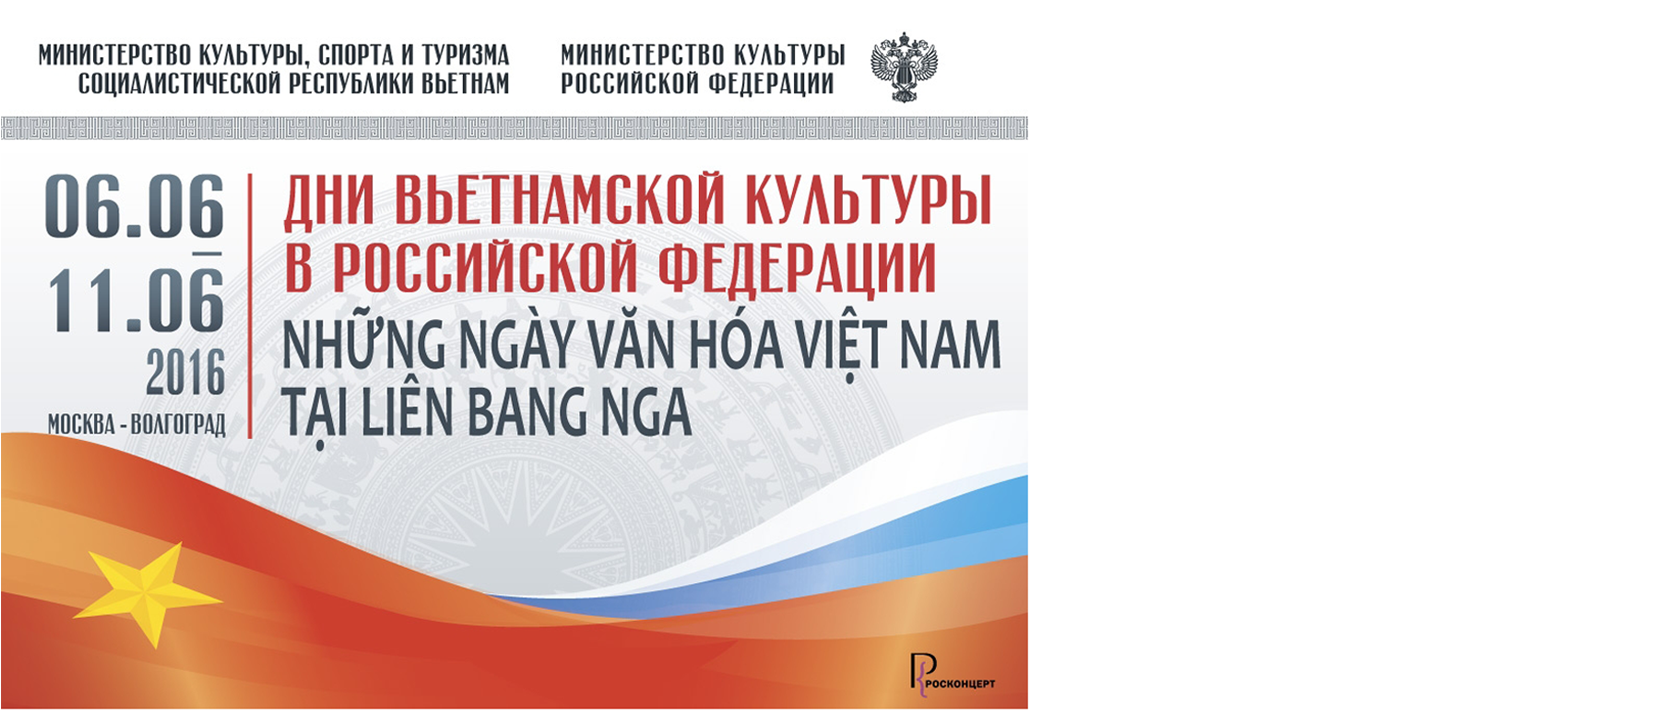 МИНИСТЕРСТВО КУЛЬТУРЫ, СПОРТА И ТУРИЗМА
СОЦИАЛИСТИЧЕСКОЙ РЕСПУБЛИКИ ВЬЕТНАМ
МИНИСТЕРСТВО КУЛЬТУРЫ
РОССИЙСКОЙ ФЕДЕРАЦИИ
06.06
–
11.06
2016
МОСКВА - ВОЛГОГРАД
ДНИ ВЬЕТНАМСКОЙ КУЛЬТУРЫ
В РОССИЙСКОЙ ФЕДЕРАЦИИ
NHỮNG NGÀY VĂN HÓA VIỆT NAM
TẠI LIÊN BANG NGA
РОСКОНЦЕРТ